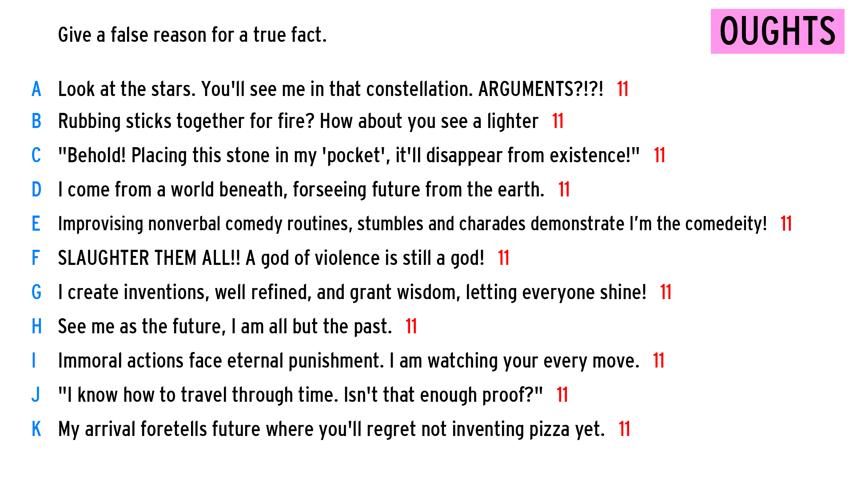 OUGHTS
Give a false reason for a true fact.
A Look at the stars. You'll see me in that constellation. ARGUMENTS?!?! 11
B Rubbing sticks together for fire? How about you see a lighter 11
C "Behold! Placing this stone in my 'pocket', it'll disappear from existence!" 11
D I come from a world beneath, forseeing future from the earth. 11
E Improvising nonverbal comedy routines, stumbles and charades demonstrate I'm the comedeity! 11
F SLAUGHTER THEM ALL!! A god of violence is still a god! 11
G I create inventions, well refined, and grant wisdom, letting everyone shine! 11
H See me as the future, I am all but the past. 11
I Immoral actions face eternal punishment. I am watching your every move. 11
J "I know how to travel through time. Isn't that enough proof?" 11
K My arrival foretells future where you'll regret not inventing pizza yet. 11